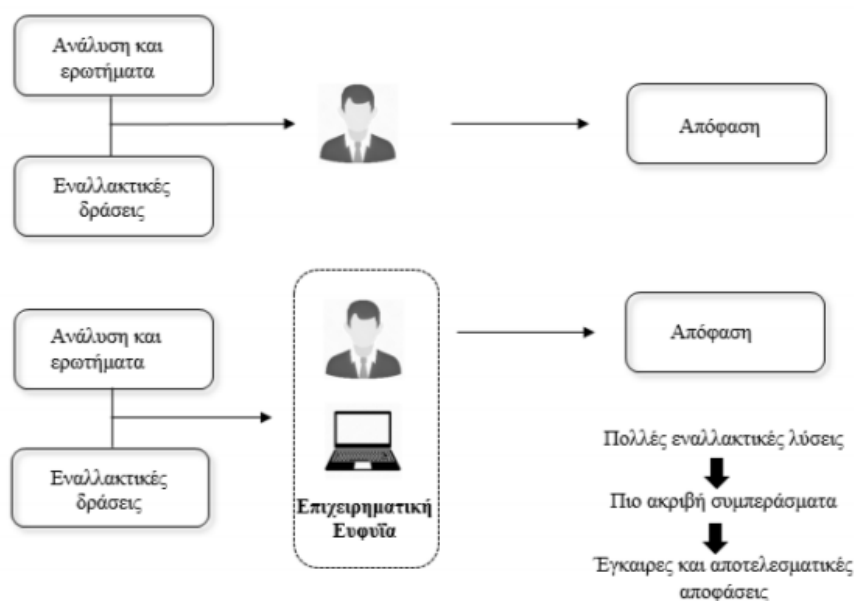 Ανάλυση και
ερωτήματα
Απόφαση
Εναλλακτικές
δράσεις
Ανάλυση και
ερωτήματα
Απόφαση
Εναλλακτικές
δράσεις
Επιχειρηματική
Ευφυΐα
Πολλές εναλλακτικές λύσεις
Πιο ακριβή συμπεράσματα
Έγκαιρες και αποτελεσματικές
αποφάσεις